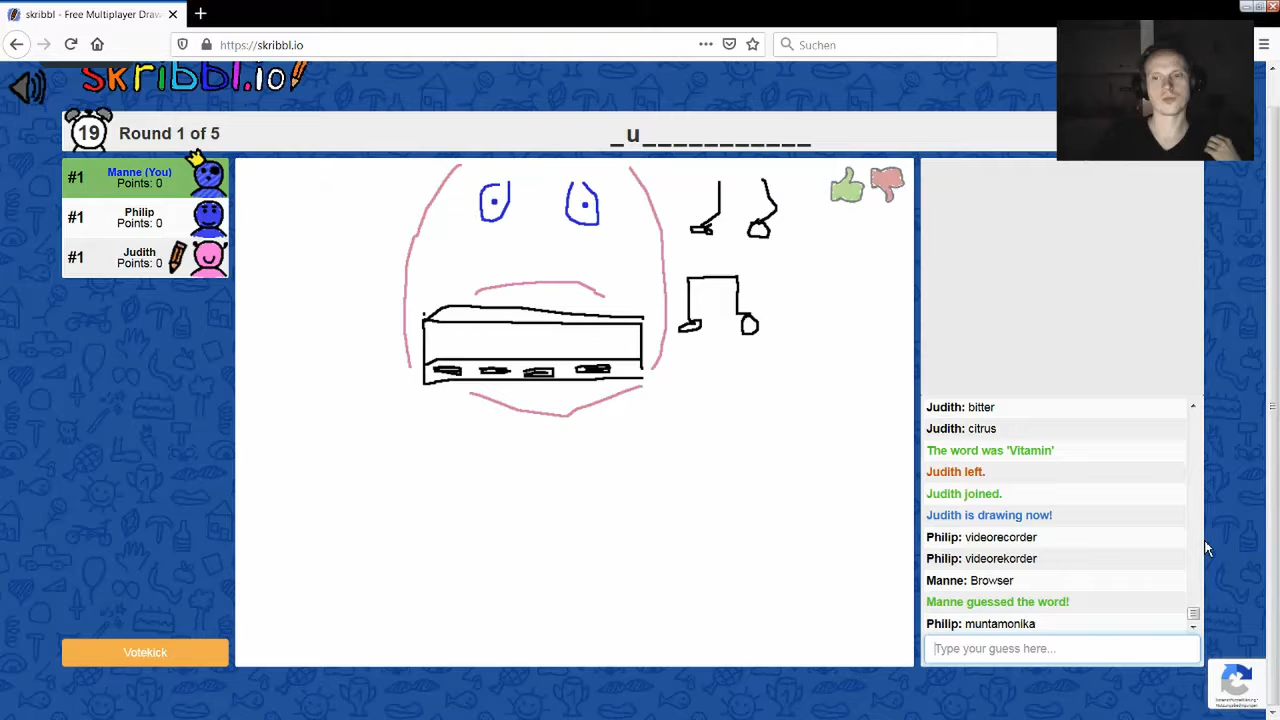 skribbl - Free Multiplayer Draw
https://skribbl.io
Suchen
skribbl.io!
19
Round 1 of 5
_u___________
#1
Manne (You)
Points: 0
#1
Philip
Points: 0
#1
Judith
Points: 0
Judith: bitter
Judith: citrus
The word was 'Vitamin'
Judith left.
Judith joined.
Judith is drawing now!
Philip: videorecorder
Philip: videorekorder
Manne: Browser
Manne guessed the word!
Philip: muntamonika
Type your guess here...
Votekick